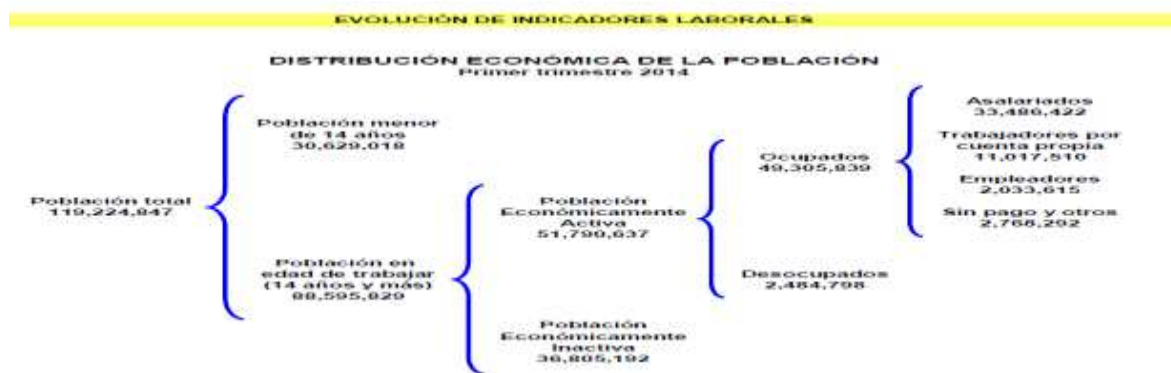 EVOLUCIÓN DE INDICADORES LABORALES
DISTRIBUCIÓN ECONÓMICA DE LA POBLACIÓN
Primer trimestre 2014
Población total
119,224,847
Población menor
de 14 años
30,629,018
Población en
edad de trabajar
(14 años y más)
88,595,829
Población
Económicamente
Activa
51,790,637
Población
Económicamente
Inactiva
36,805,192
Ocupados
49,305,839
Desocupados
2,484,798
Asalariados
33,486,422
Trabajadores por
cuenta propia
11,017,510
Empleadores
2,033,615
Sin pago y otros
2,768,292